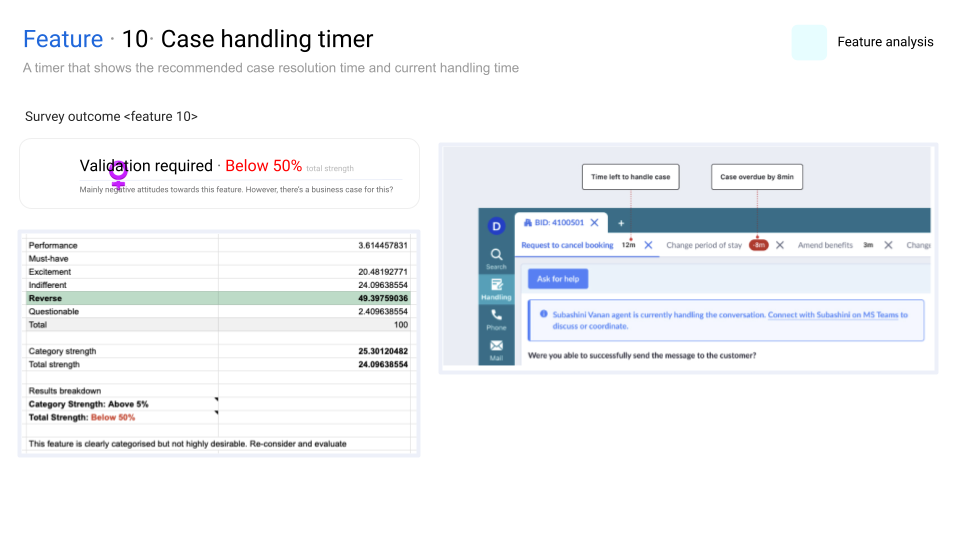 Feature · 10· Case handling timer
A timer that shows the recommended case resolution time and current handling time
Feature analysis
Survey outcome <feature 10>
Validation required · Below 50% total strength
Mainly negative attitudes towards this feature. However, there's a business case for this?
Performance 3.614457831
Must-have
Excitement 20.48192771
Indifferent 24.09638554
Reverse 49.39759036
Questionable 2.409638554
Total 100
Category strength 25.30120482
Total strength 24.09638554
Results breakdown
Category Strength: Above 5%
Total Strength: Below 50%
This feature is clearly categorised but not highly desirable. Re-consider and evaluate
Time left to handle case
Case overdue by 8min
D
BID: 4100501
+
Request to cancel booking 12m Change period of stay -8m Amend benefits 3m Chang
Search
Ask for help
Handling
Subashini Vanan agent is currently handling the conversation. Connect with Subashini on MS Teams to
discuss or coordinate.
Phone
Were you able to successfully send the message to the customer?
Mail